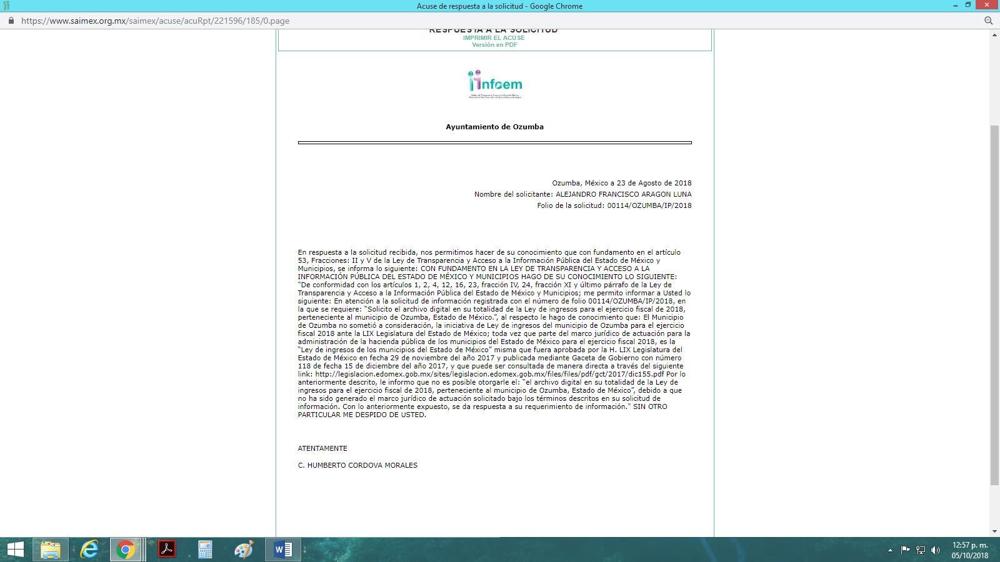 Acuse de respuesta a la solicitud - Google Chrome
https://www.saimex.org.mx/saimex/acuse/acuRpt/221596/185/0.page
RESPUESTA A LA SOLICITUD
IMPRIMIR EL ACUSE
Versión en PDF
infoem
Ayuntamiento de Ozumba
Ozumba, México a 23 de Agosto de 2018
Nombre del solicitante: ALEJANDRO FRANCISCO ARAGON LUNA
Folio de la solicitud: 00114/OZUMBA/IP/2018
En respuesta a la solicitud recibida, nos permitimos hacer de su conocimiento que con fundamento en el artículo
53, Fracciones: II y V de la Ley de Transparencia y Acceso a la Información Pública del Estado de México y
Municipios, se informa lo siguiente: CON FUNDAMENTO EN LA LEY DE TRANSPARENCIA Y ACCESO A LA
INFORMACIÓN PÚBLICA DEL ESTADO DE MÉXICO Y MUNICIPIOS HAGO DE SU CONOCIMIENTO LO SIGUIENTE:
"De conformidad con los artículos 1, 2, 4, 12, 16, 23, fracción IV, 24, fracción XI y último párrafo de la Ley de
Transparencia y Acceso a la Información Pública del Estado de México y Municipios; me permito informar a Usted lo
siguiente: En atención a la solicitud de información registrada con el número de folio 00114/OZUMBA/IP/2018, en
la que se requiere: “Solicito el archivo digital en su totalidad de la Ley de ingresos para el ejercicio fiscal de 2018,
perteneciente al municipio de Ozumba, Estado de México.”, al respecto le hago de conocimiento que: El Municipio
de Ozumba no sometió a consideración, la iniciativa de Ley de ingresos del municipio de Ozumba para el ejercicio
fiscal 2018 ante la LIX Legislatura del Estado de México; toda vez que parte del marco jurídico de actuación para la
administración de la hacienda pública de los municipios del Estado de México para el ejercicio fiscal 2018, es la
“Ley de ingresos de los municipios del Estado de México” misma que fuera aprobada por la H. LIX Legislatura del
Estado de México en fecha 29 de noviembre del año 2017 y publicada mediante Gaceta de Gobierno con número
118 de fecha 15 de diciembre del año 2017, y que puede ser consultada de manera directa a través del siguiente
link: http://legislacion.edomex.gob.mx/sites/legislacion.edomex.gob.mx/files/files/pdf/gct/2017/dic155.pdf Por lo
anteriormente descrito, le informo que no es posible otorgarle el: “el archivo digital en su totalidad de la Ley de
ingresos para el ejercicio fiscal de 2018, perteneciente al municipio de Ozumba, Estado de México”, debido a que
no ha sido generado el marco jurídico de actuación solicitado bajo los términos descritos en su solicitud de
información. Con lo anteriormente expuesto, se da respuesta a su requerimiento de información." SIN OTRO
PARTICULAR ME DESPIDO DE USTED.
ATENTAMENTE
C. HUMBERTO CORDOVA MORALES
12:57 p. m.
05/10/2018